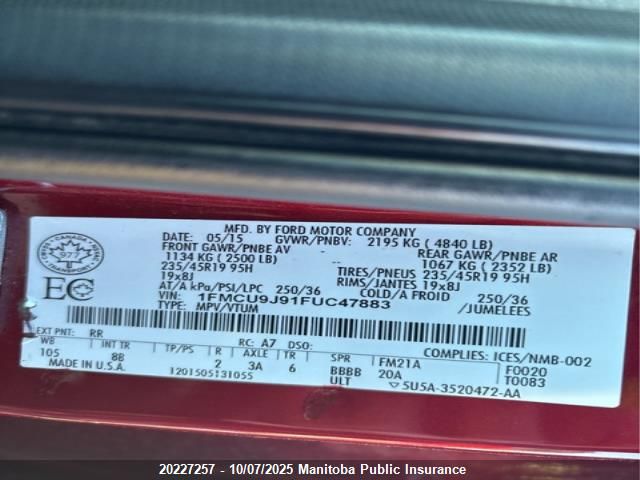 MFD. BY FORD MOTOR COMPANY
DATE: 05/15 GVWR/PNBV: 2195 KG ( 4840 LB)
FRONT GAWR/PNBE AV REAR GAWR/PNBE AR
1134 KG ( 2500 LB) 1067 KG ( 2352 LB)
235/45R19 95H TIRES/PNEUS 235/45R19 95H
19x8J RIMS/JANTES 19x8J
AT/A kPa/PSI/LPC 250/36 COLD/A FROID 250/36
VIN: 1FMCU9J91FUC47883 /JUMELEES
TYPE: MPV/VTUM
CANADA
977
TRANSPORT
EC
EXT PNT: RR RC: A7 DSO: COMPLIES: ICES/NMB-002
WB INT TR TP/PS R AXLE TR SPR FM21A F0020
105 8B 2 3A 6 BBBB 20A T0083
MADE IN U.S.A. 1201505131055 ULT ▽5U5A-3520472-AA
20227257 - 10/07/2025 Manitoba Public Insurance